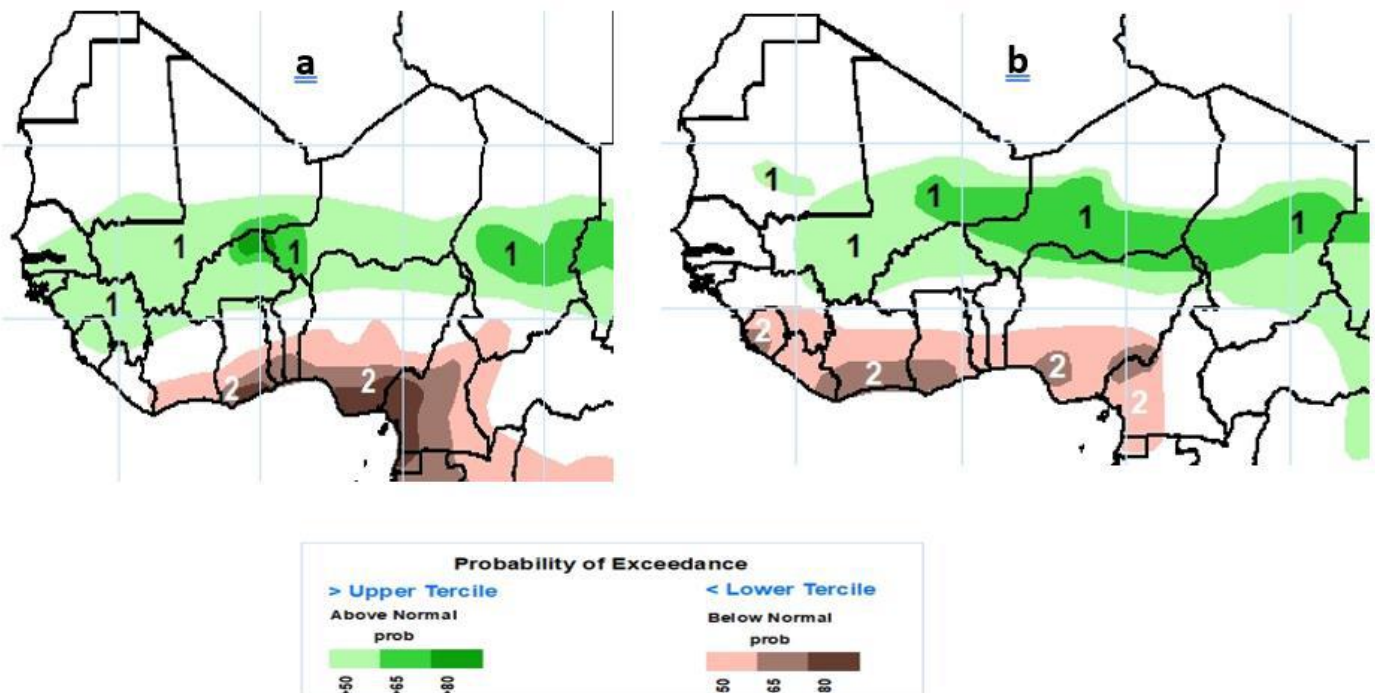 a
b
1
1
1
1
1
1
1
1
1
2
2
2
2
2
2
Probability of Exceedance
> Upper Tercile
< Lower Tercile
Above Normal
Below Normal
prob
prob
50
65
80
50
65
80